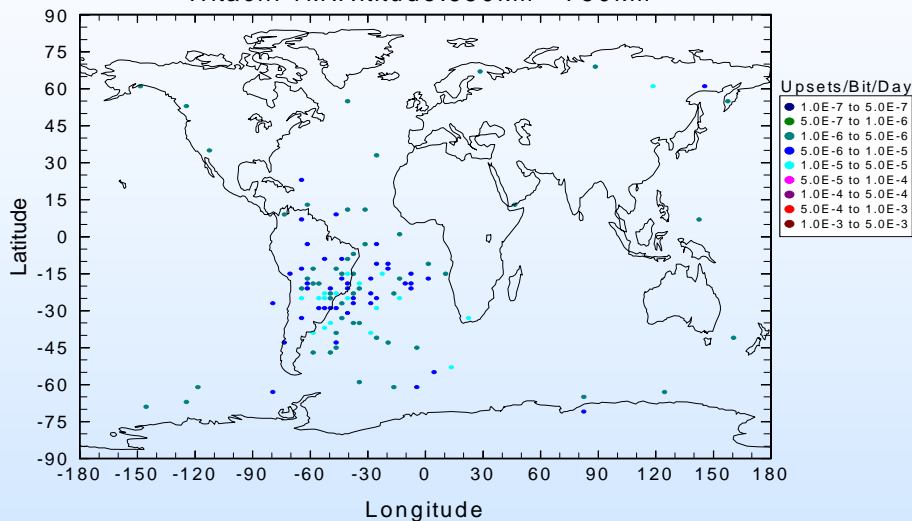 90
75
60
45
30
15
0
-15
-30
-45
-60
-75
-90
Latitude
-180 -150 -120 -90 -60 -30 0 30 60 90 120 150 180
Longitude
Upsets/Bit/Day
1.0E-7 to 5.0E-7
5.0E-7 to 1.0E-6
1.0E-6 to 5.0E-6
5.0E-6 to 1.0E-5
1.0E-5 to 5.0E-5
5.0E-5 to 1.0E-4
1.0E-4 to 5.0E-4
5.0E-4 to 1.0E-3
1.0E-3 to 5.0E-3